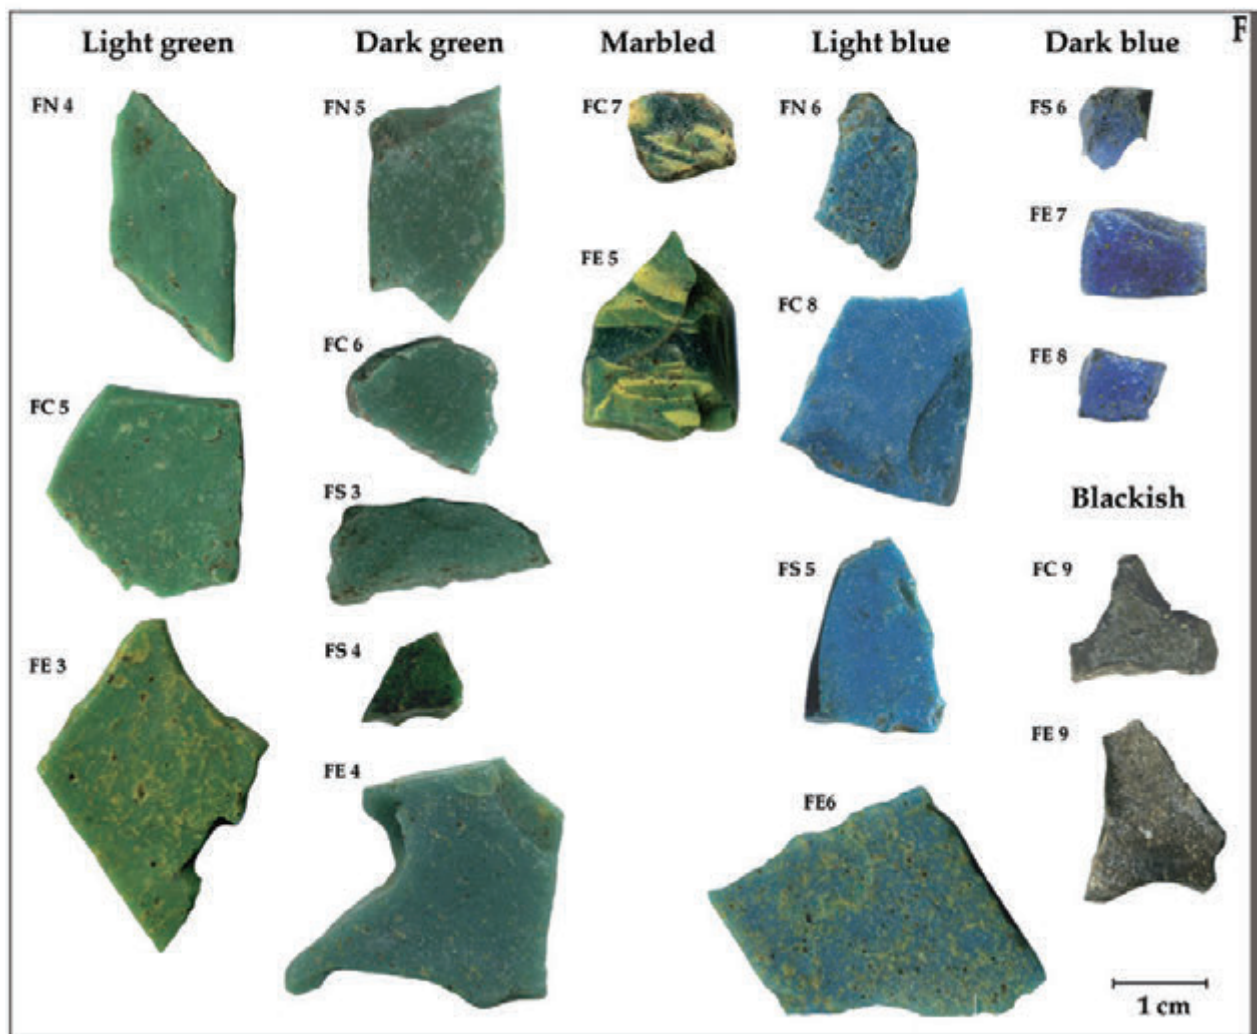 F
Light green
FN 4
FC 5
FE 3
Dark green
FN 5
FC 6
FS 3
FS 4
FE 4
Marbled
FC 7
FE 5
Light blue
FN 6
FC 8
FS 5
FE6
Dark blue
FS 6
FE 7
FE 8
Blackish
FC 9
FE 9
1 cm